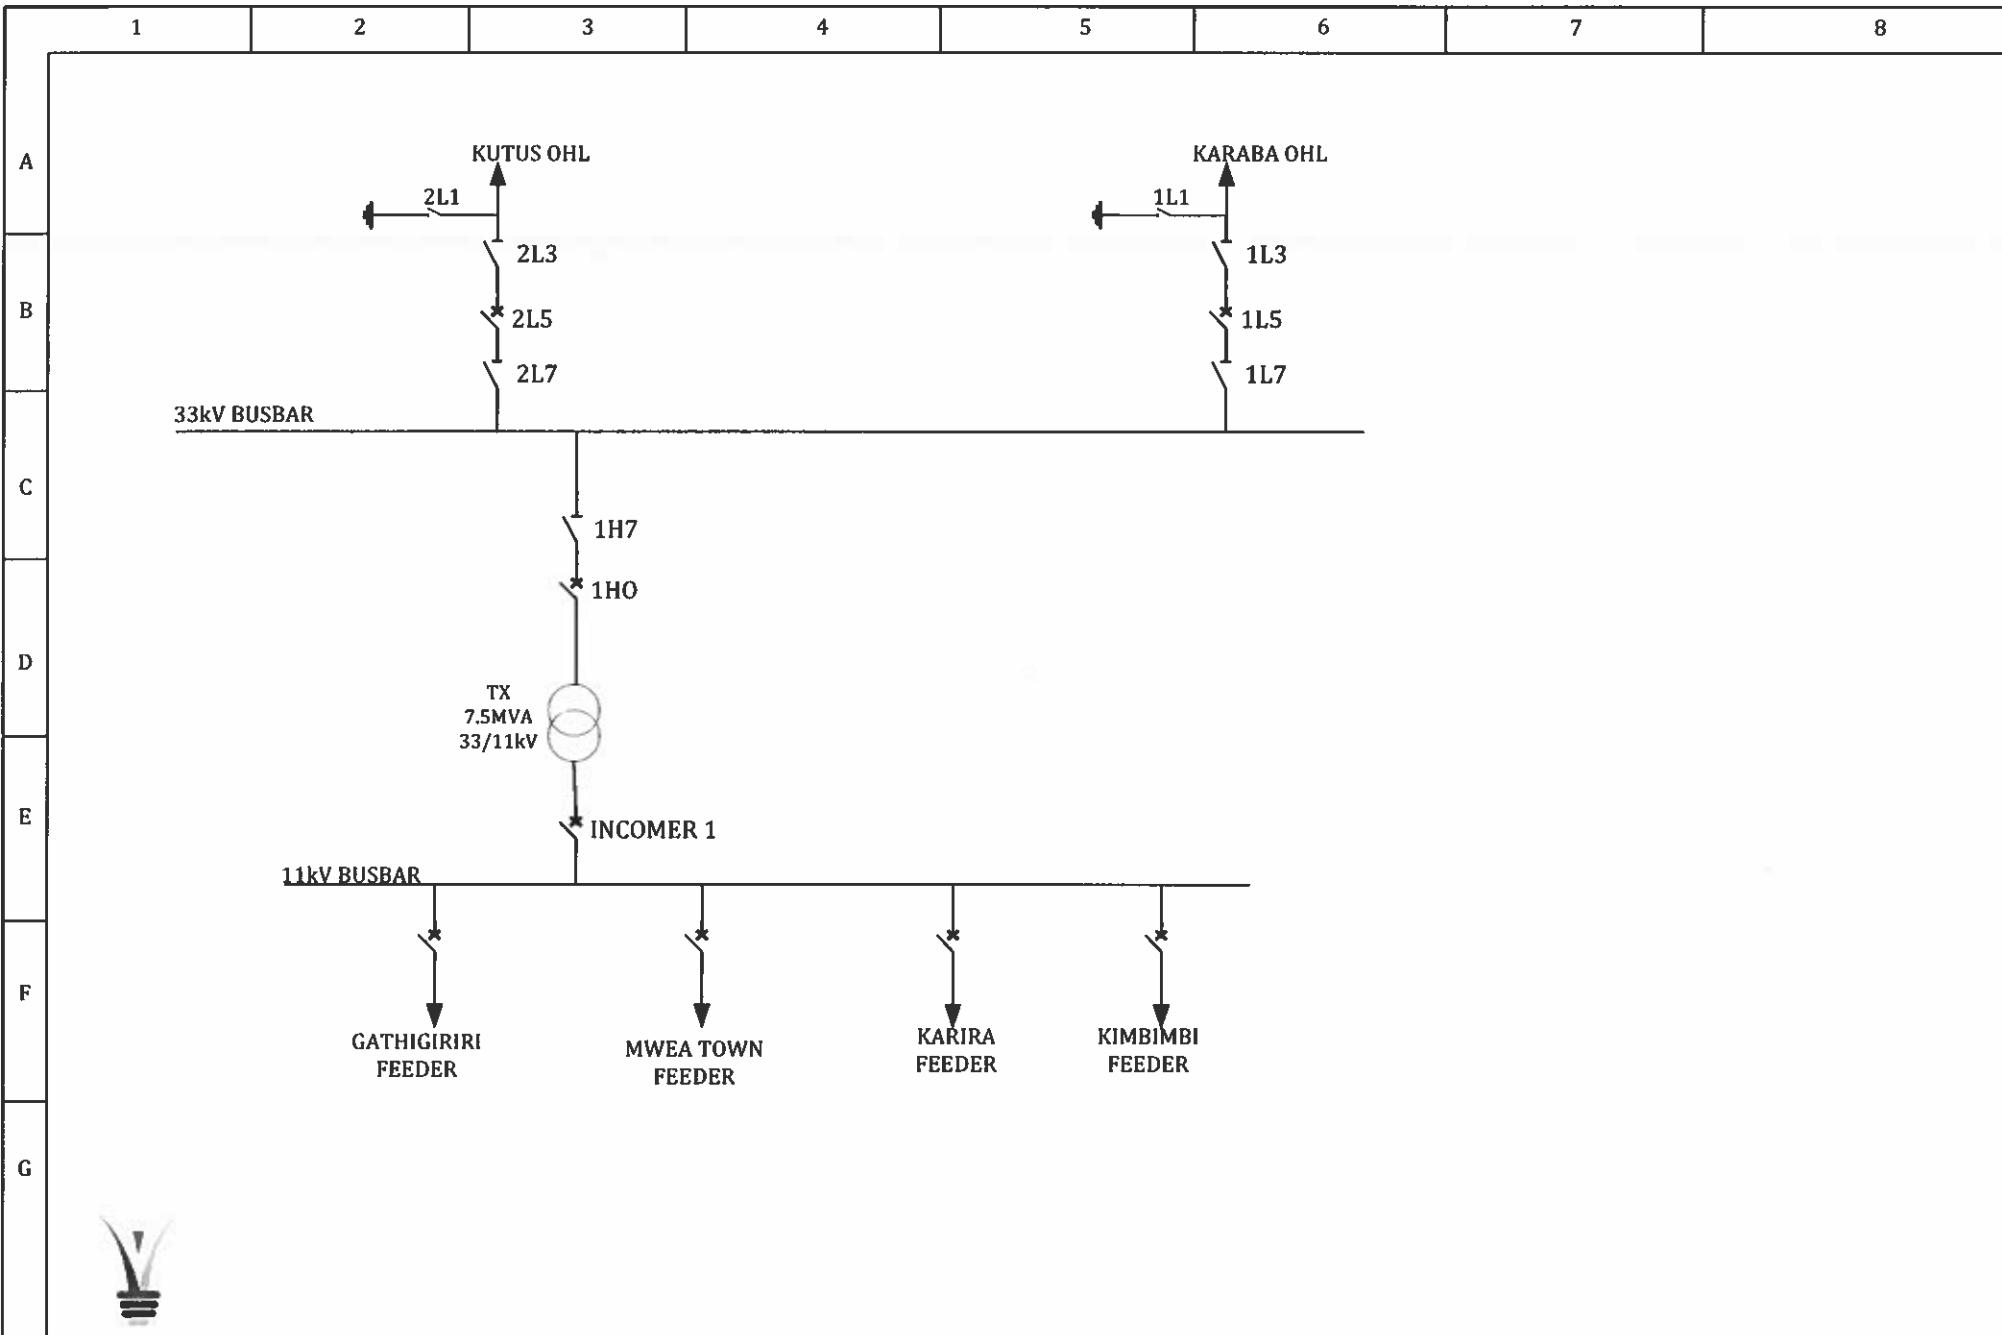 1 2 3 4 5 6 7 8
A
KUTUS OHL
KARABA OHL
2L1
1L1
2L3
1L3
B
2L5
1L5
2L7
1L7
33kV BUSBAR
C
1H7
1HO
D
TX
7.5MVA
33/11kV
E
INCOMER 1
11kV BUSBAR
F
GATHIGIRIRI
FEEDER
MWEA TOWN
FEEDER
KARIRA
FEEDER
KIMBIMBI
FEEDER
G